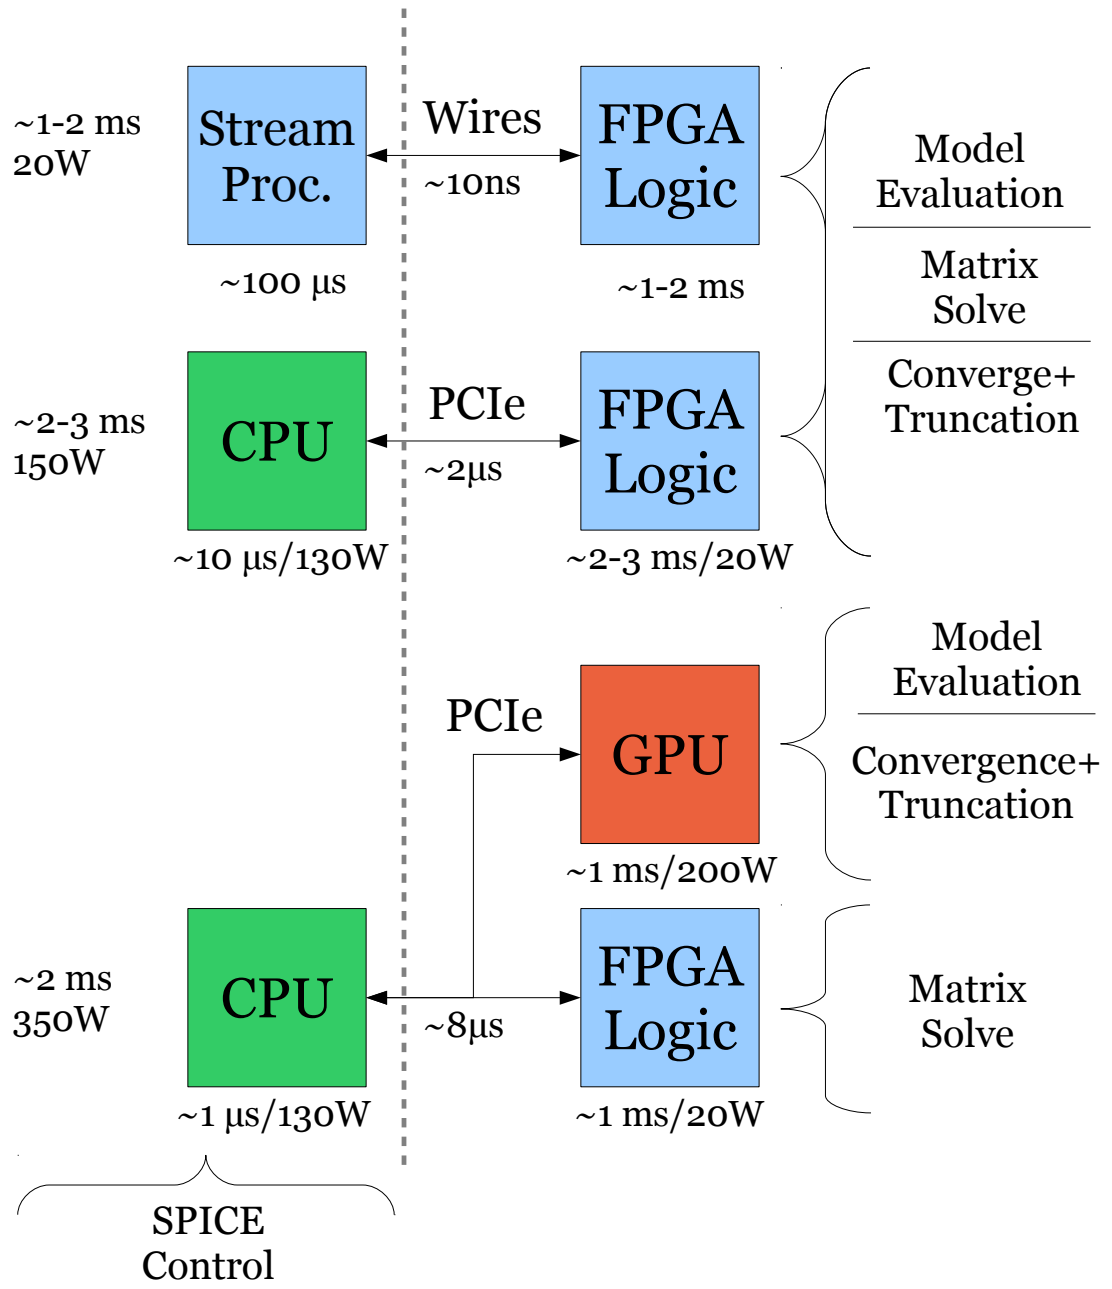 ~1-2 ms
20W
Stream
Proc.
Wires
~10ns
FPGA
Logic
~100 µs
~1-2 ms
Model
Evaluation
Matrix
Solve
Converge+
Truncation
~2-3 ms
150W
CPU
PCIe
~2µs
FPGA
Logic
~10 µs/130W
~2-3 ms/20W
PCIe
GPU
~1 ms/200W
Model
Evaluation
Convergence+
Truncation
~2 ms
350W
CPU
~8µs
FPGA
Logic
~1 µs/130W
~1 ms/20W
Matrix
Solve
SPICE
Control